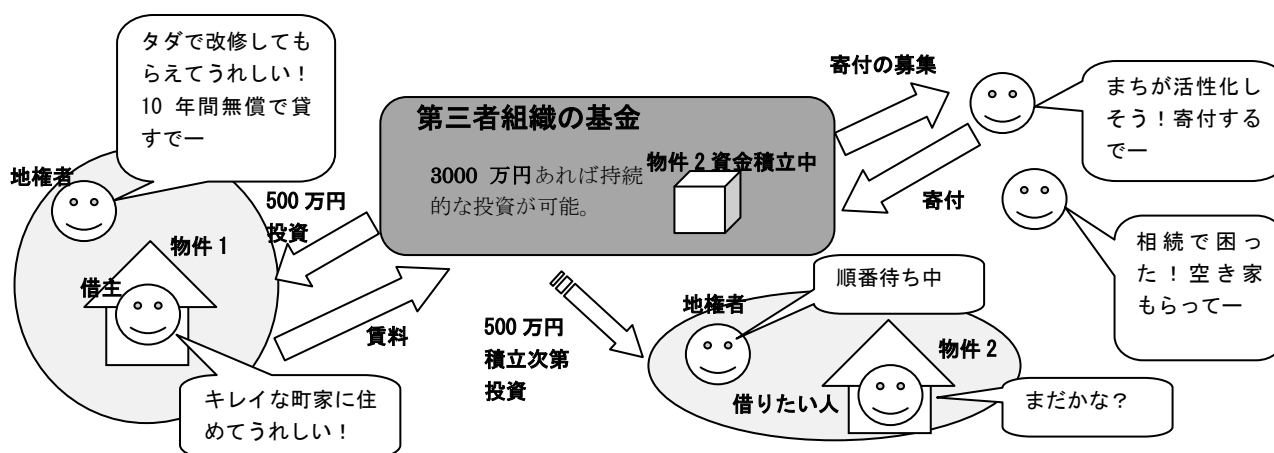 タダで改修しても
らえてうれしい！
10 年間無償で貸
すでー
地権者
物件 1
借主
キレイな町家に住
めてうれしい！
500 万円
投資
賃料
第三者組織の基金
3000 万円あれば持続
的な投資が可能。
物件 2 資金積立中
寄付の募集
寄付
まちが活性化し
そう！寄付する
でー
相続で困っ
た！空き家
もらってー
500 万円
積立次第
投資
地権者
順番待ち中
物件 2
借りたい人
まだかな？